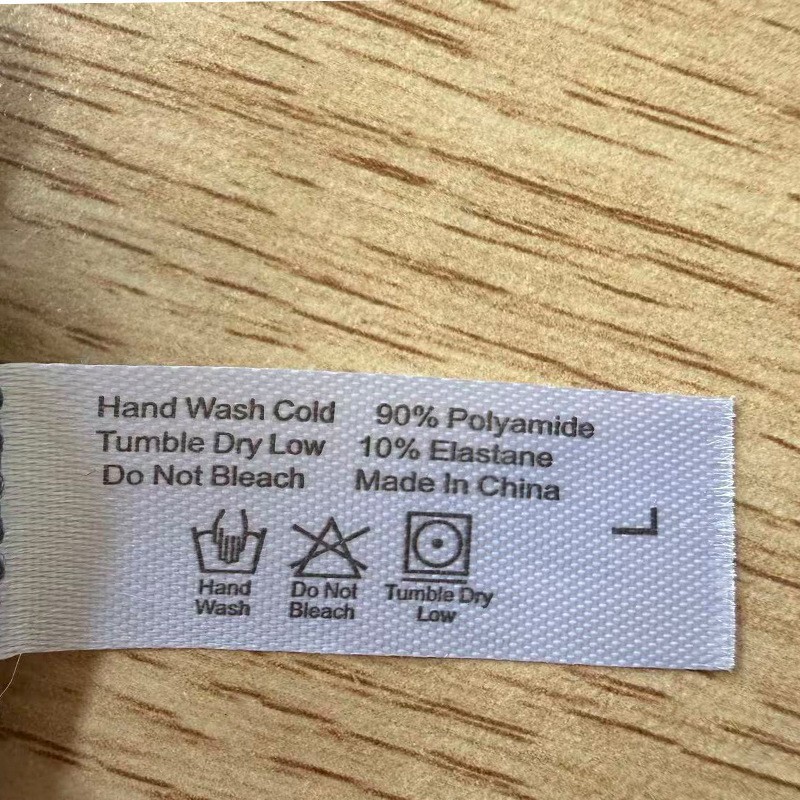 Hand Wash Cold
Tumble Dry Low
Do Not Bleach
90% Polyamide
10% Elastane
Made In China
Hand
Wash
Do Not
Bleach
Tumble Dry
Low
L